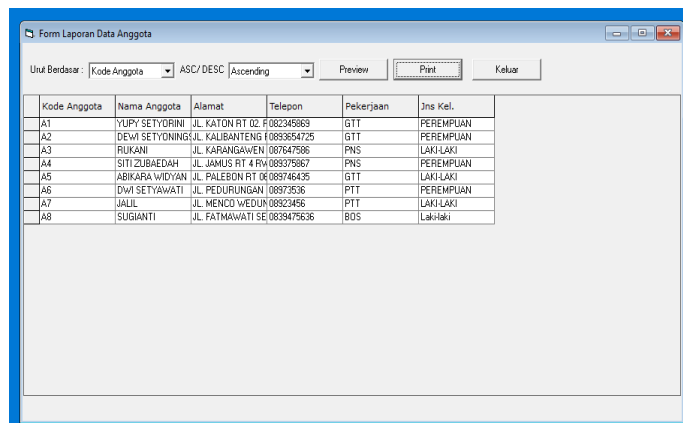 Form Laporan Data Anggota
Urut Berdasar : Kode Anggota ASC/ DESC Ascending Preview Print Keluar
Kode Anggota Nama Anggota Alamat Telepon Pekerjaan Jns Kel.
A1 YUPY SETYORINI JL. KATON RT 02. F 082345869 GTT PEREMPUAN
A2 DEWI SETYONINGS JL. KALIBANTENG 0893654725 GTT PEREMPUAN
A3 RUKANI JL. KARANGAWEN 087647586 PNS LAKI-LAKI
A4 SITI ZUBAEDAH JL. JAMUS RT 4 RW 089375867 PNS PEREMPUAN
A5 ABIKARA WIDYAN JL. PALEBON RT 06 089746435 GTT LAKI-LAKI
A6 DWI SETYAWATI JL. PEDURUNGAN 08973536 PTT PEREMPUAN
A7 JALIL JL. MENCO WEDUN 08923456 PTT LAKI-LAKI
A8 SUGIANTI JL. FATMAWATI SE 0839475636 BOS Laki-laki